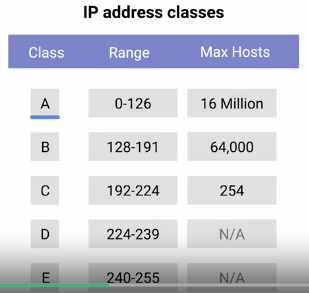 IP address classes
Class Range Max Hosts
A 0-126 16 Million
B 128-191 64,000
C 192-224 254
D 224-239 N/A
E 240-255 N/A